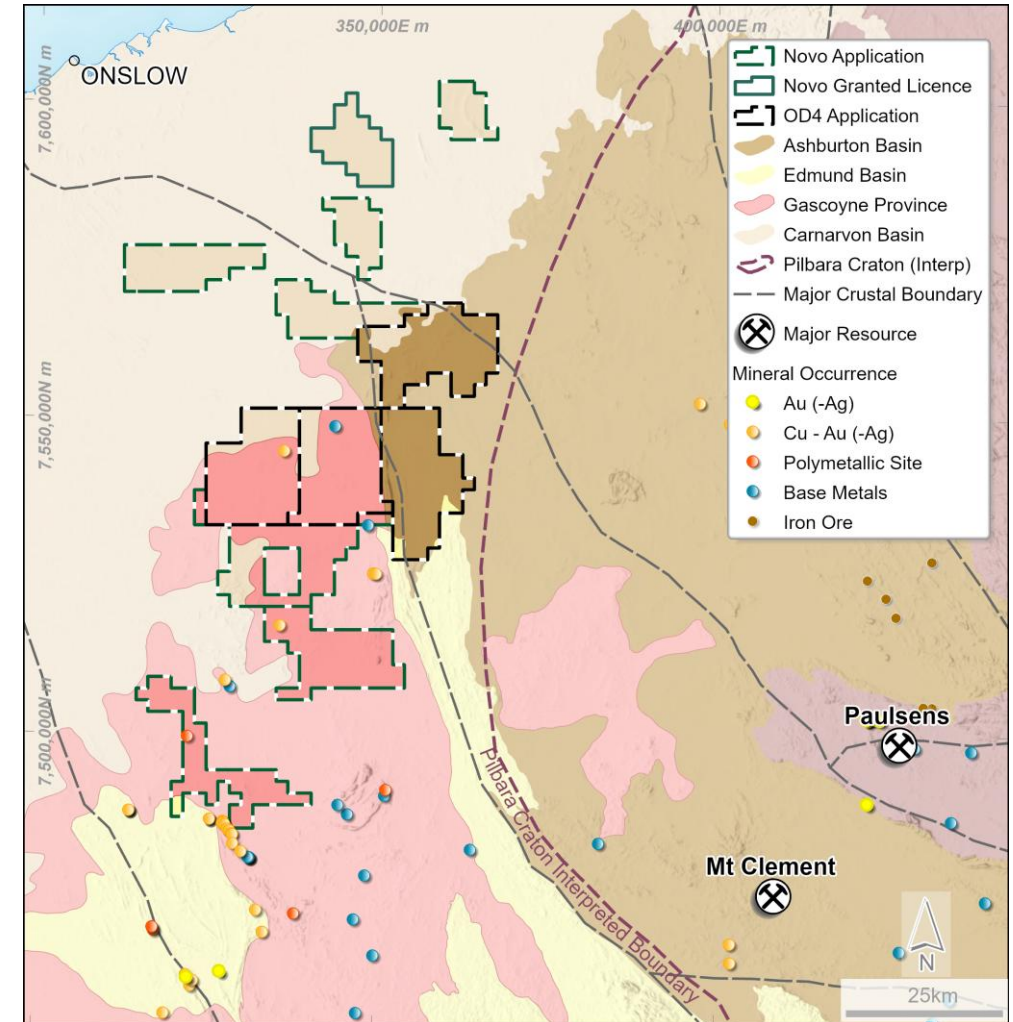 350,000E m
400,000E m
ONSLOW
7,600,000N m
7,550,000N m
7,500,000N m
Novo Application
Novo Granted Licence
OD4 Application
Ashburton Basin
Edmund Basin
Gascoyne Province
Carnarvon Basin
Pilbara Craton (Interp)
Major Crustal Boundary
Major Resource
Mineral Occurrence
Au (-Ag)
Cu - Au (-Ag)
Polymetallic Site
Base Metals
Iron Ore
Paulsens
Pilbara Craton Interpreted Boundary
Mt Clement
N
25km